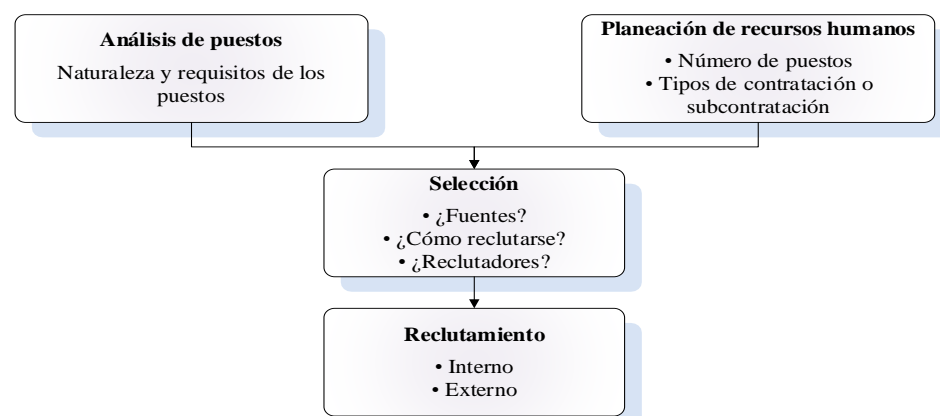 Análisis de puestos
Naturaleza y requisitos de los
puestos
Planeación de recursos humanos
• Número de puestos
• Tipos de contratación o
subcontratación
Selección
• ¿Fuentes?
• ¿Cómo reclutarse?
• ¿Reclutadores?
Reclutamiento
• Interno
• Externo